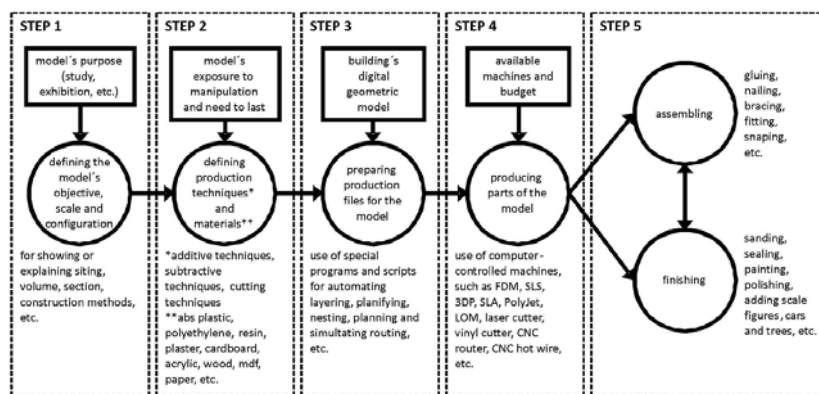 STEP 1
model´s purpose
(study,
exhibition, etc.)
defining the
model´s
objective,
scale and
configuration
for showing or
explaining siting,
volume, section,
construction methods,
etc.
STEP 2
model´s
exposure to
manipulation and
need to last
defining
production
techniques*
and
materials**
*additive techniques,
subtractive
techniques, cutting
techniques
**abs plastic,
polyethylene, resin,
plaster, cardboard,
acrylic, wood, mdf,
paper, etc.
STEP 3
building´s
digital
geometric
model
preparing
production
files for the
model
use of special
programs and scripts
for automating
layering, planifying,
nesting, planning and
simultating routing,
etc.
STEP 4
available
machines and
budget
producing
parts of the
model
use of computer-
controlled machines,
such as FDM, SLS,
3DP, SLA, PolyJet,
LOM, laser cutter,
vinyl cutter, CNC
router, CNC hot wire,
etc.
STEP 5
assembling
gluing,
nailing,
bracing,
fitting,
snaping,
etc.
finishing
sanding,
sealing,
painting,
polishing,
adding scale
figures, cars
and trees, etc.